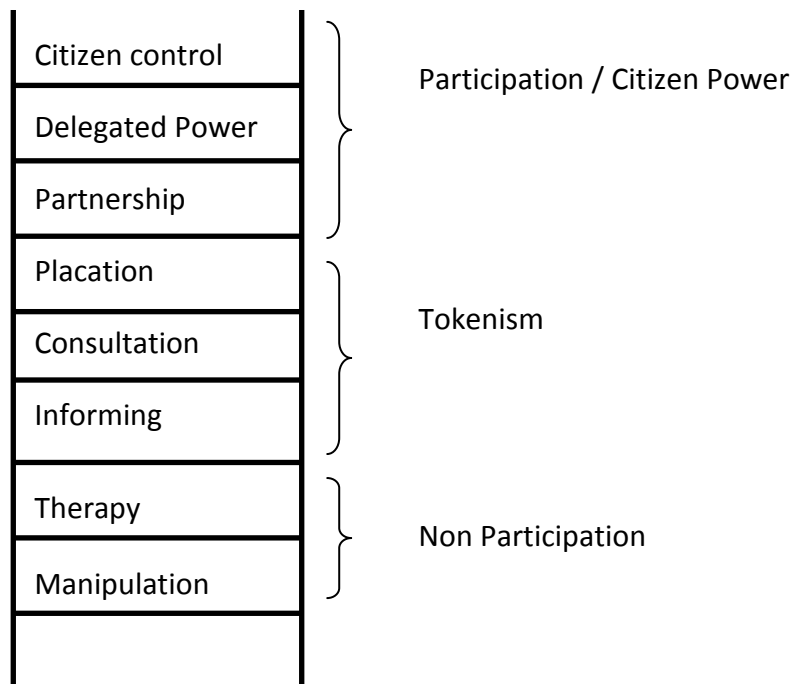 Citizen control
Participation / Citizen Power
Delegated Power
Partnership
Placation
Tokenism
Consultation
Informing
Therapy
Non Participation
Manipulation